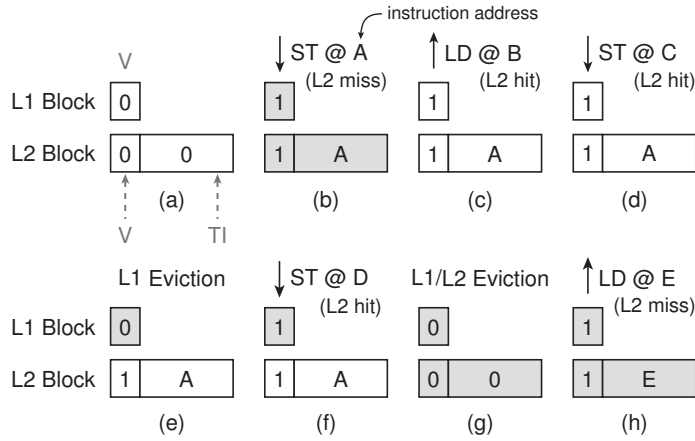 instruction address
V
ST @ A
(L2 miss)
LD @ B
(L2 hit)
ST @ C
(L2 hit)
L1 Block 0 1 1 1
L2 Block 0 0 1 A 1 A 1 A
(a) (b) (c) (d)
V TI
L1 Eviction
ST @ D
(L2 hit)
L1/L2 Eviction
LD @ E
(L2 miss)
L1 Block 0 1 0 1
L2 Block 1 A 1 A 0 0 1 E
(e) (f) (g) (h)